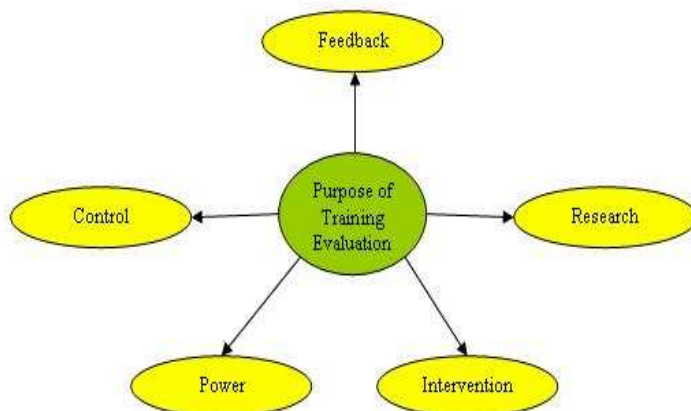 Feedback
Purpose of
Training
Evaluation
Control
Research
Power
Intervention